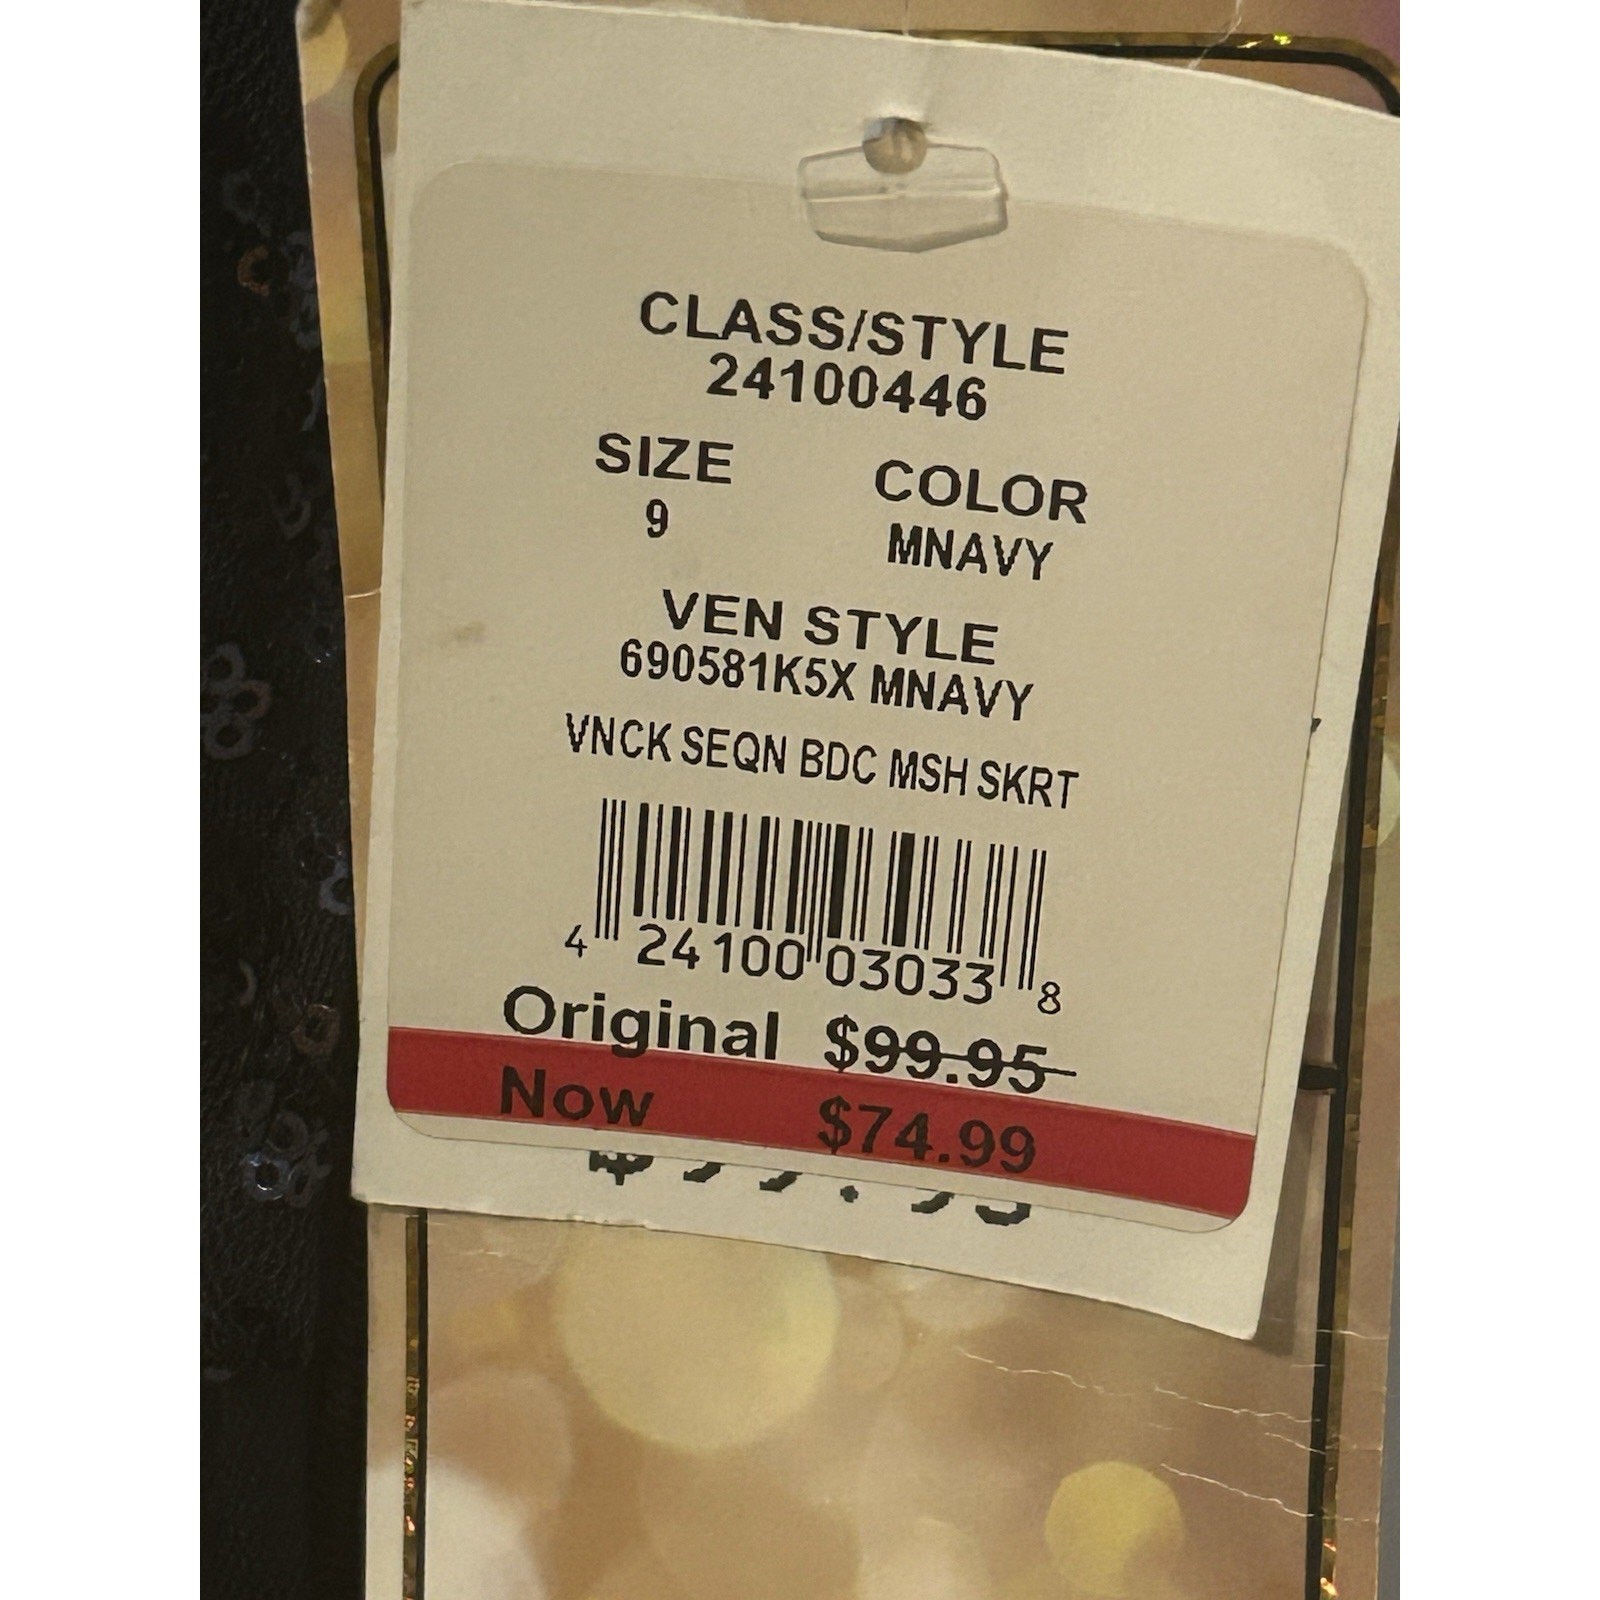 CLASS/STYLE
24100446
SIZE COLOR
9 MNAVY
VEN STYLE
690581K5X MNAVY
VNCK SEQN BDC MSH SKRT
4 24100 03033 8
Original $99.95
Now $74.99